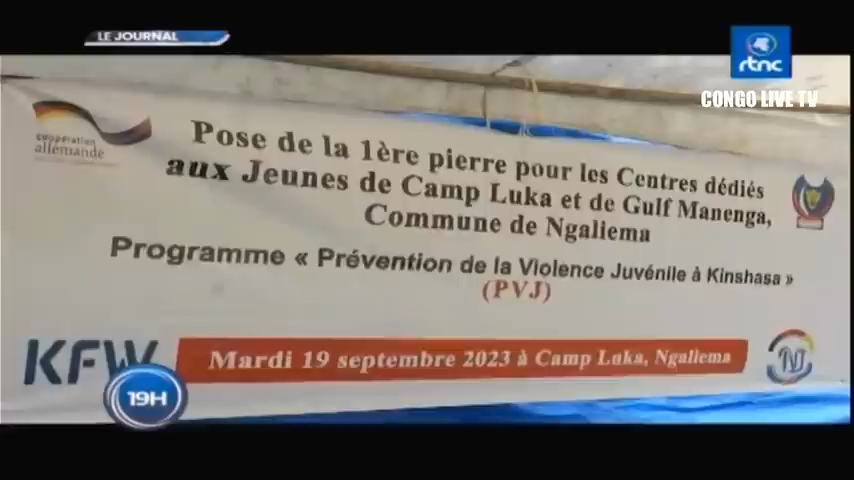 LE JOURNAL
rtnc
CONGO LIVE TV
coopération
allemande
Pose de la 1ère pierre pour les Centres dédiés
aux Jeunes de Camp Luka et de Gulf Manenga,
Commune de Ngaliema
Programme « Prévention de la Violence Juvénile à Kinshasa »
(PVJ)
KFW
Mardi 19 septembre 2023 à Camp Luka, Ngaliema
19H